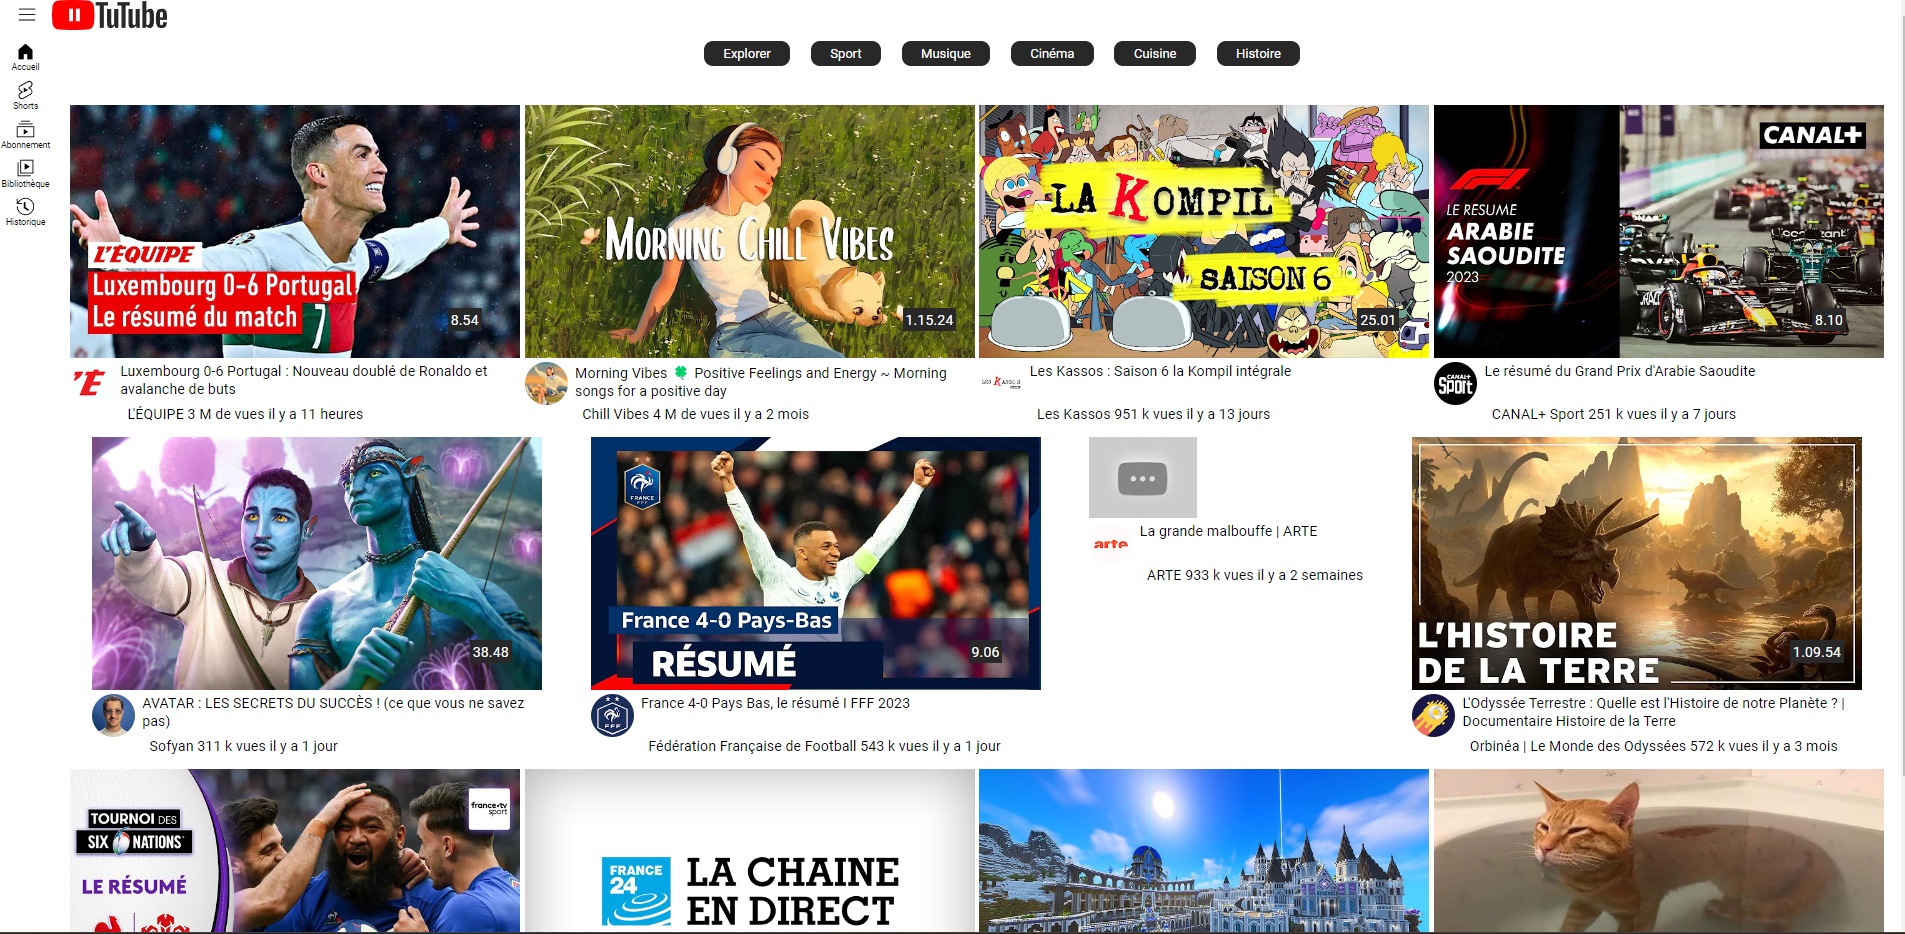 TuTube
Explorer
Sport
Musique
Cinéma
Cuisine
Histoire
Accueil
Shorts
Abonnement
Bibliothèque
Historique
L'ÉQUIPE
Luxembourg 0-6 Portugal
Le résumé du match
7
8.54
MORNING CHILL VIBES
1.15.24
LA KOMPIL
SAISON 6
25.01
CANAL+
F1
LE RESUME
ARABIE
SAOUDITE
2023
8.10
'É
Luxembourg 0-6 Portugal : Nouveau doublé de Ronaldo et
avalanche de buts
L'ÉQUIPE 3 M de vues il y a 11 heures
Morning Vibes 🍀 Positive Feelings and Energy ~ Morning
songs for a positive day
Chill Vibes 4 M de vues il y a 2 mois
Les Kassos : Saison 6 la Kompil intégrale
Les Kassos 951 k vues il y a 13 jours
CANAL+
Sport
Le résumé du Grand Prix d'Arabie Saoudite
CANAL+ Sport 251 k vues il y a 7 jours
38.48
FRANCE
FFF
France 4-0 Pays-Bas
RÉSUMÉ
9.06
L'HISTOIRE
DE LA TERRE
1.09.54
AVATAR : LES SECRETS DU SUCCÈS ! (ce que vous ne savez
pas)
Sofyan 311 k vues il y a 1 jour
FFF
France 4-0 Pays Bas, le résumé I FFF 2023
Fédération Française de Football 543 k vues il y a 1 jour
arte
La grande malbouffe | ARTE
ARTE 933 k vues il y a 2 semaines
L'Odyssée Terrestre : Quelle est l'Histoire de notre Planète ? |
Documentaire Histoire de la Terre
Orbinéa | Le Monde des Odyssées 572 k vues il y a 3 mois
TOURNOI DES
SIX NATIONS
LE RÉSUMÉ
france•tv
sport
FRANCE
24
LA CHAINE
EN DIRECT